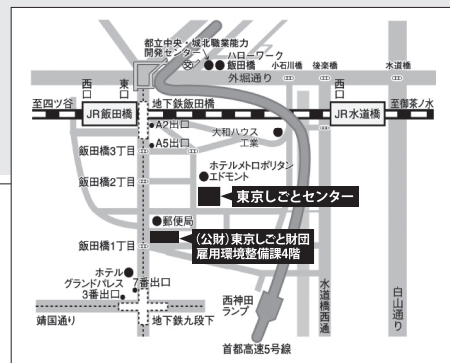 都立中央・城北職業能力
開発センター
ハローワーク
飯田橋
小石川橋
後楽橋
水道橋
外堀通り
西口
東口
西口
至四ツ谷
JR飯田橋
地下鉄飯田橋
JR水道橋
至御茶ノ水
A2出口
大和ハウス
工業
A5出口
飯田橋3丁目
ホテルメトロポリタン
エドモント
飯田橋2丁目
東京しごとセンター
郵便局
(公財)東京しごと財団
雇用環境整備課4階
飯田橋1丁目
ホテル
グランドパレス
7番出口
3番出口
西神田
ランプ
水道橋西通り
白山通り
靖国通り
地下鉄九段下
首都高速5号線